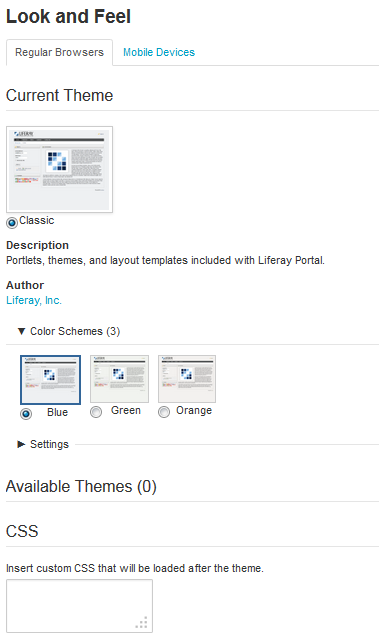 Look and Feel
Regular Browsers Mobile Devices
Current Theme
Classic
Description
Portlets, themes, and layout templates included with Liferay Portal.
Author
Liferay, Inc.
Color Schemes (3)
Blue Green Orange
Settings
Available Themes (0)
CSS
Insert custom CSS that will be loaded after the theme.